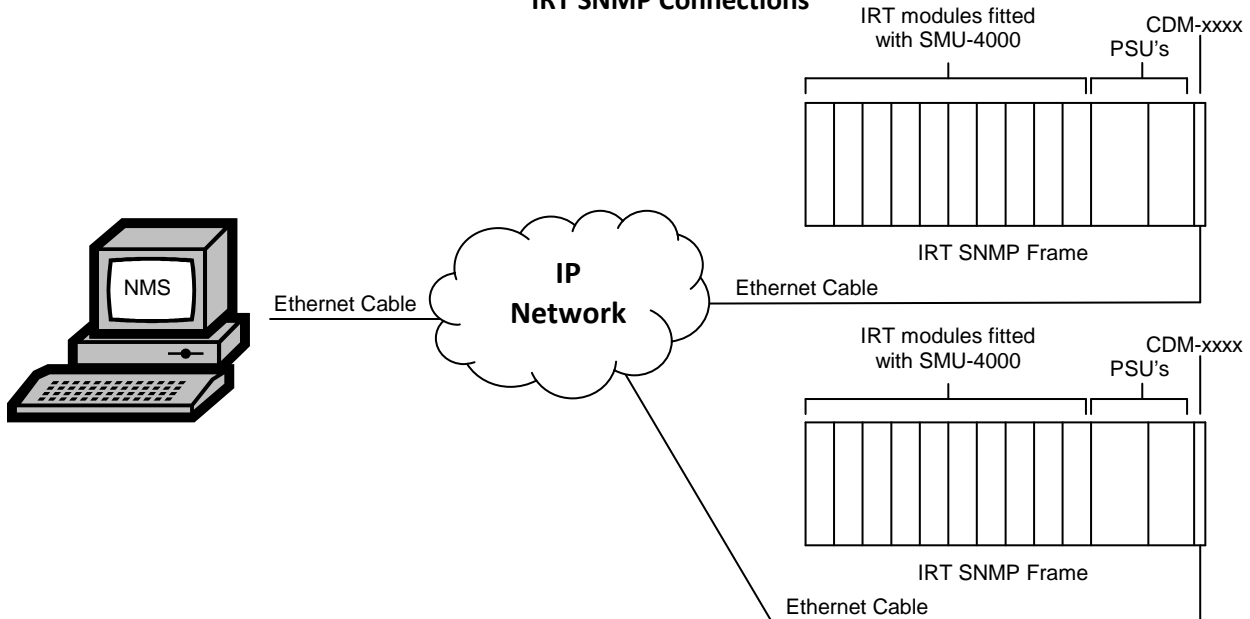 IRT SNMP Connections
IRT modules fitted
with SMU-4000
PSU's
CDM-xxxx
IRT SNMP Frame
NMS
Ethernet Cable
IP
Network
Ethernet Cable
IRT modules fitted
with SMU-4000
PSU's
CDM-xxxx
IRT SNMP Frame
Ethernet Cable